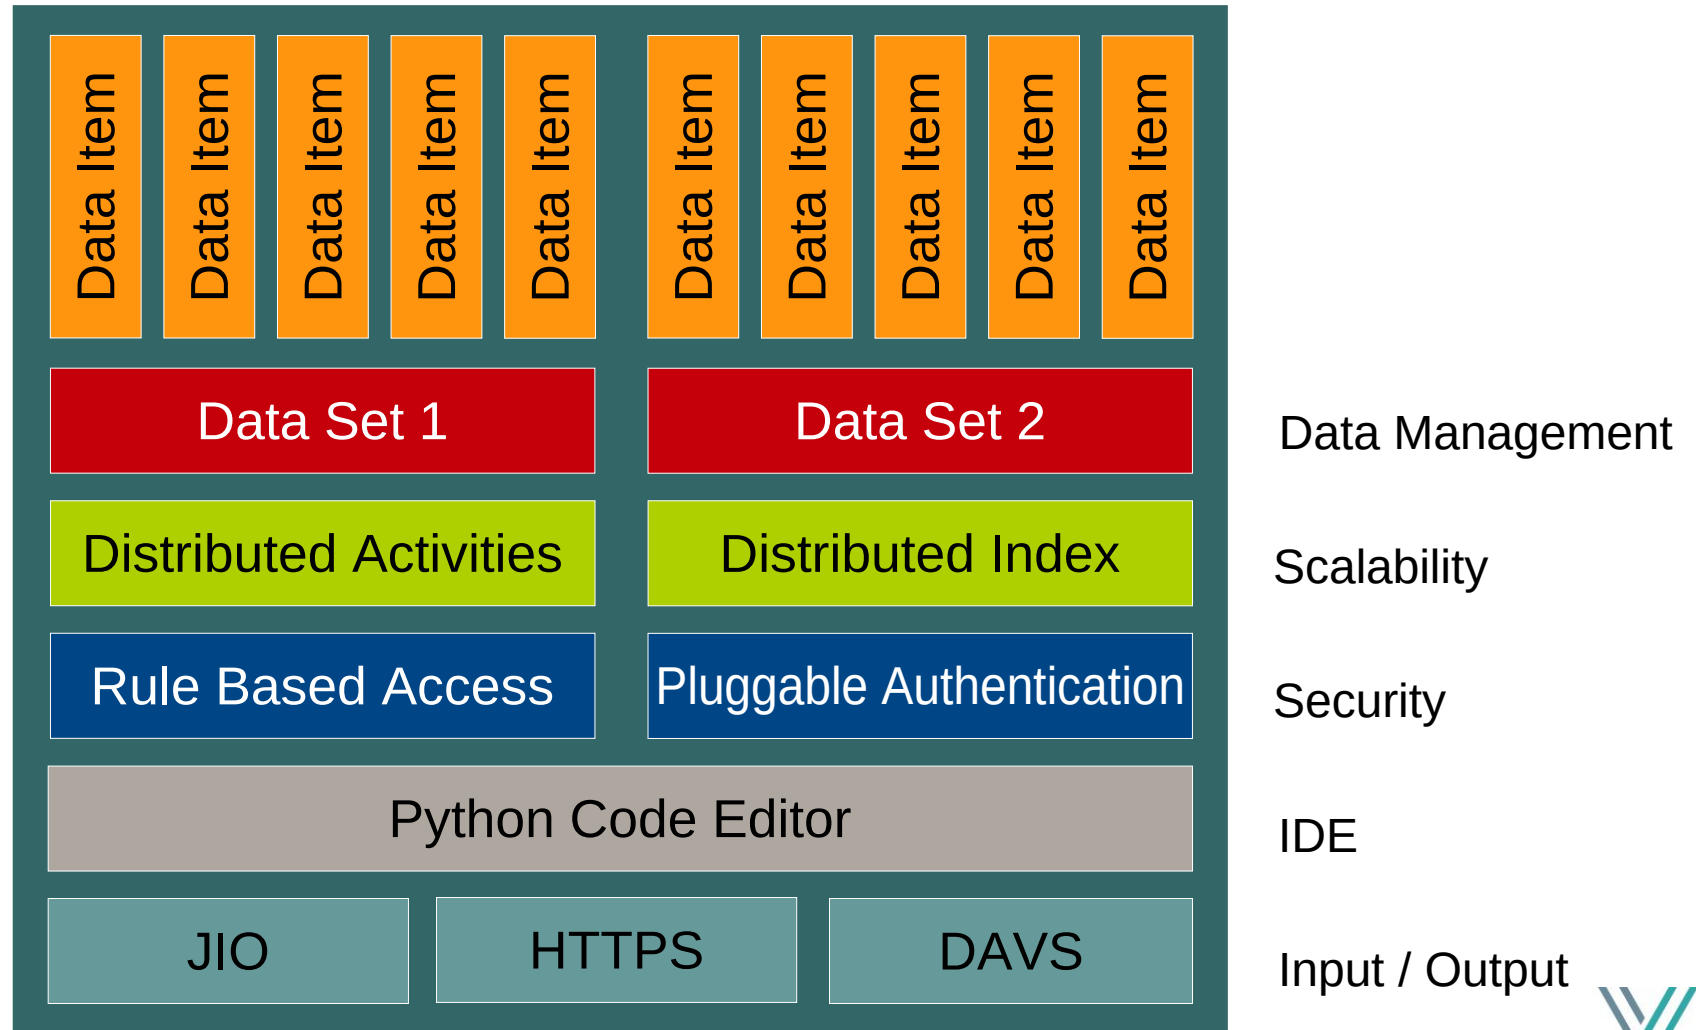 Data Item
Data Item
Data Item
Data Item
Data Item
Data Item
Data Item
Data Item
Data Item
Data Item
Data Set 1
Data Set 2
Data Management
Distributed Activities
Distributed Index
Scalability
Rule Based Access
Pluggable Authentication
Security
Python Code Editor
IDE
JIO
HTTPS
DAVS
Input / Output